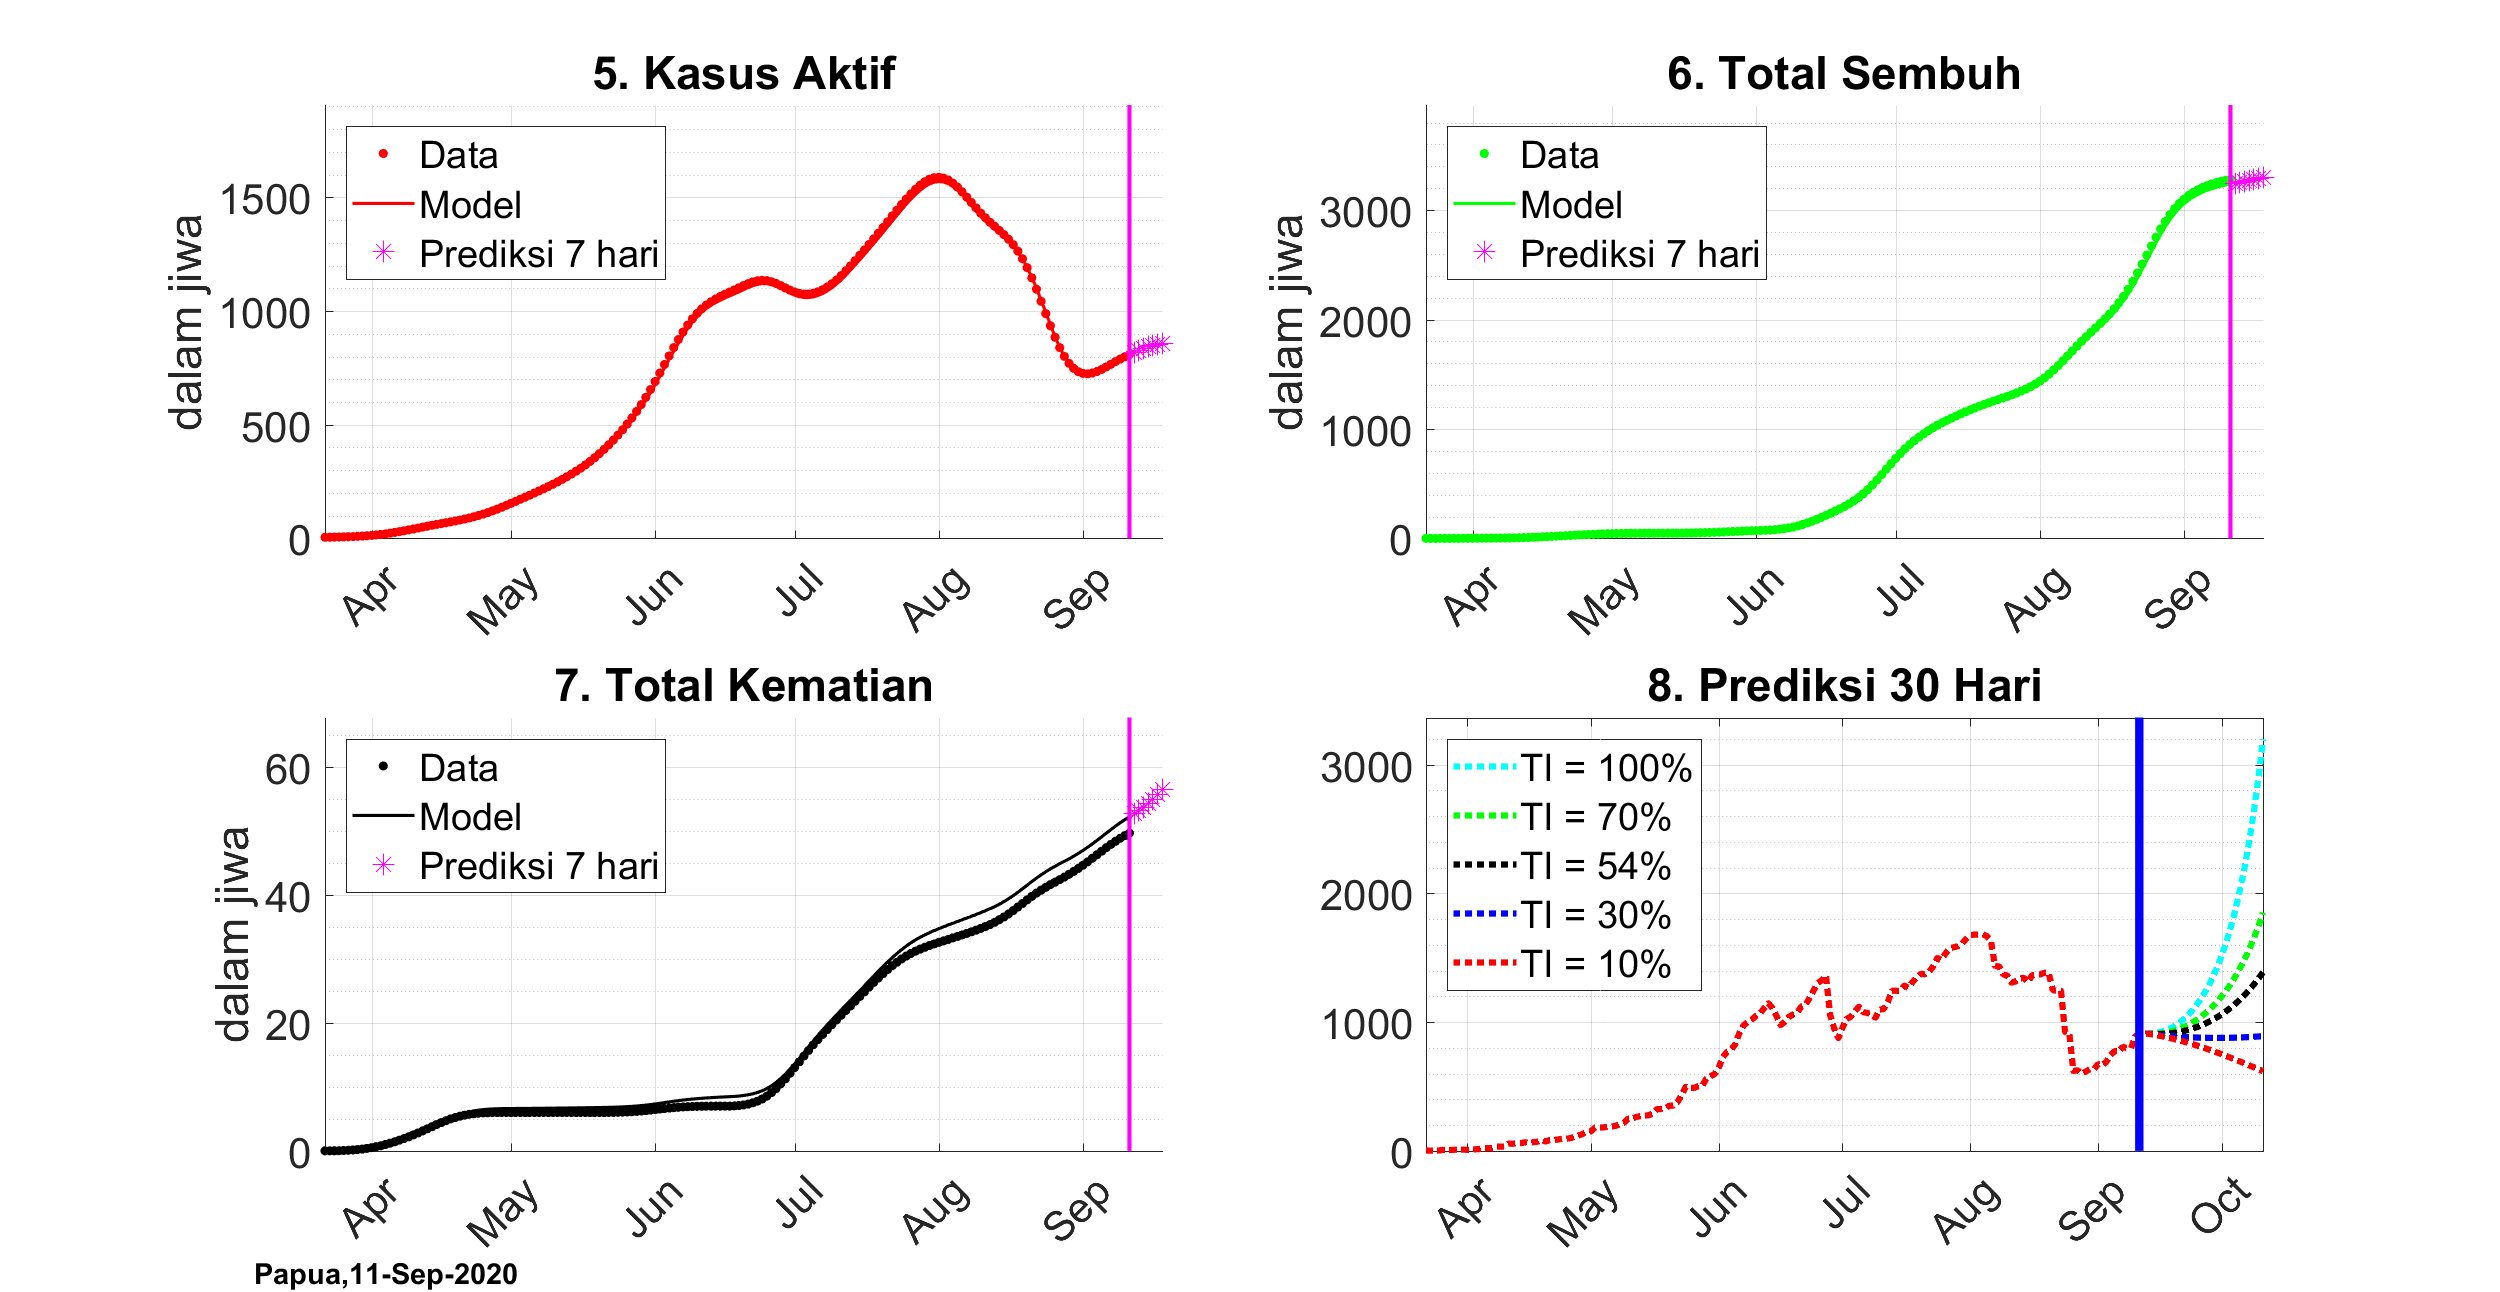 5. Kasus Aktif
dalam jiwa
1500
1000
500
0
Data
Model
Prediksi 7 hari
Apr May Jun Jul Aug Sep
6. Total Sembuh
dalam jiwa
3000
2000
1000
0
Data
Model
Prediksi 7 hari
Apr May Jun Jul Aug Sep
7. Total Kematian
dalam jiwa
60
40
20
0
Data
Model
Prediksi 7 hari
Apr May Jun Jul Aug Sep
8. Prediksi 30 Hari
3000
2000
1000
0
TI = 100%
TI = 70%
TI = 54%
TI = 30%
TI = 10%
Apr May Jun Jul Aug Sep Oct
Papua,11-Sep-2020